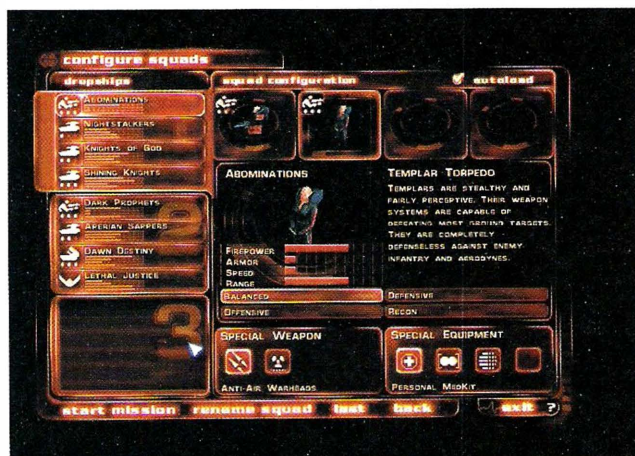 configure squads
dropships
squad configuration
autoload
Abominations
Nightstalkers
Knights of God
Shining Knights
Dark Prophets
Aperian Sappers
Dawn Destiny
Lethal Justice
2
3
Abominations
Firepower
Armor
Speed
Range
Templar Torpedo
Templars are stealthy and
fairly perceptive. Their weapon
systems are capable of
defeating most ground targets.
They are completely
defenseless against enemy
infantry and aerodynes.
Balanced
Defensive
Offensive
Recon
Special Weapon
Anti-Air Warheads
Special Equipment
Personal MedKit
start mission
rename squad
last
back
exit
?